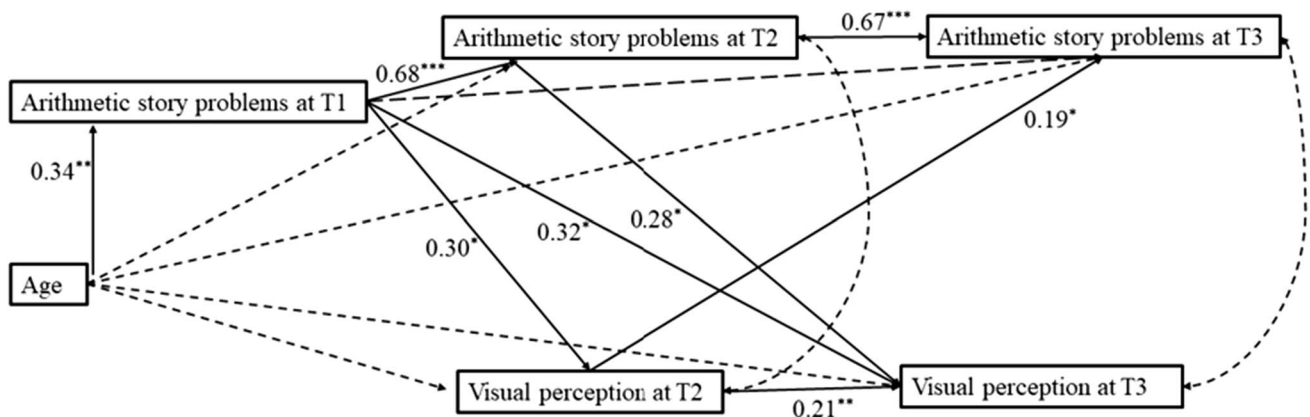 Arithmetic story problems at T2
0.67***
Arithmetic story problems at T3
0.68***
Arithmetic story problems at T1
0.19*
0.34**
0.30*
0.32*
0.28*
Age
Visual perception at T2
0.21**
Visual perception at T3